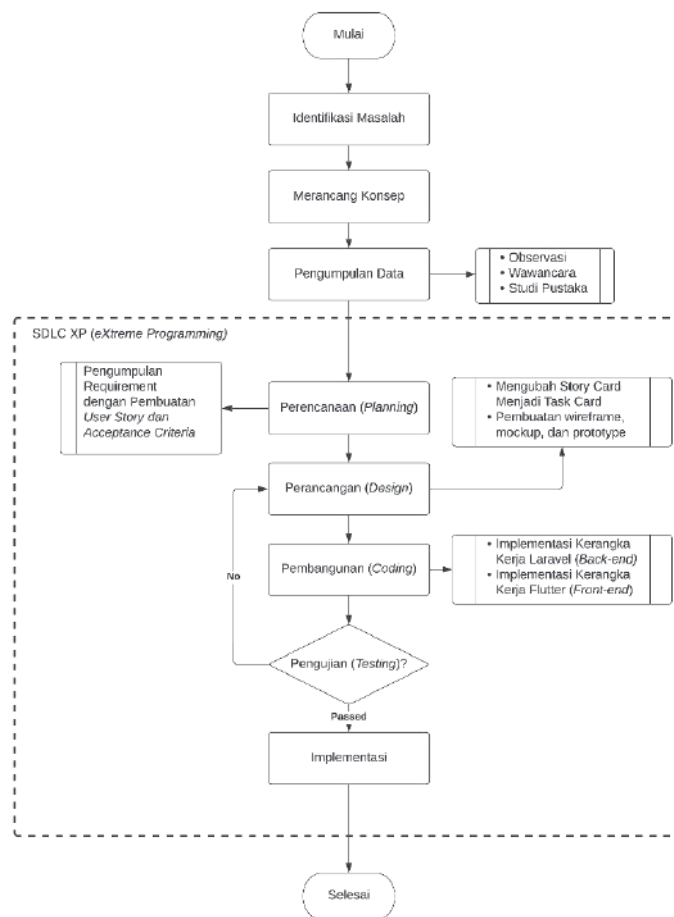 Mulai
Identifikasi Masalah
Merancang Konsep
Pengumpulan Data
• Observasi
• Wawancara
• Studi Pustaka
SDLC XP (eXtreme Programming)
Pengumpulan
Requirement
dengan Pembuatan
User Story dan
Acceptance Criteria
Perencanaan (Planning)
• Mengubah Story Card
Menjadi Task Card
• Pembuatan wireframe,
mockup, dan prototype
Perancangan (Design)
Pembangunan (Coding)
• Implementasi Kerangka
Kerja Laravel (Back-end)
• Implementasi Kerangka
Kerja Flutter (Front-end)
No
Pengujian (Testing)?
Passed
Implementasi
Selesai